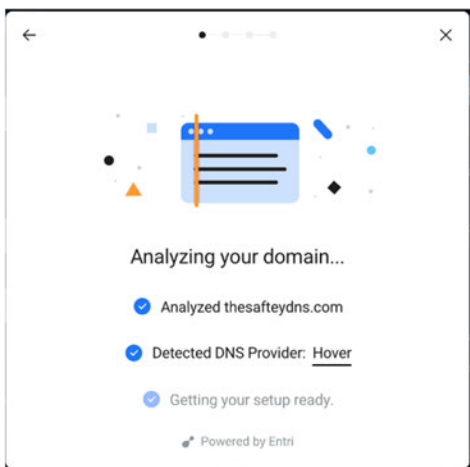 Analyzing your domain...
Analyzed thesafteydns.com
Detected DNS Provider: Hover
Getting your setup ready.
Powered by Entri